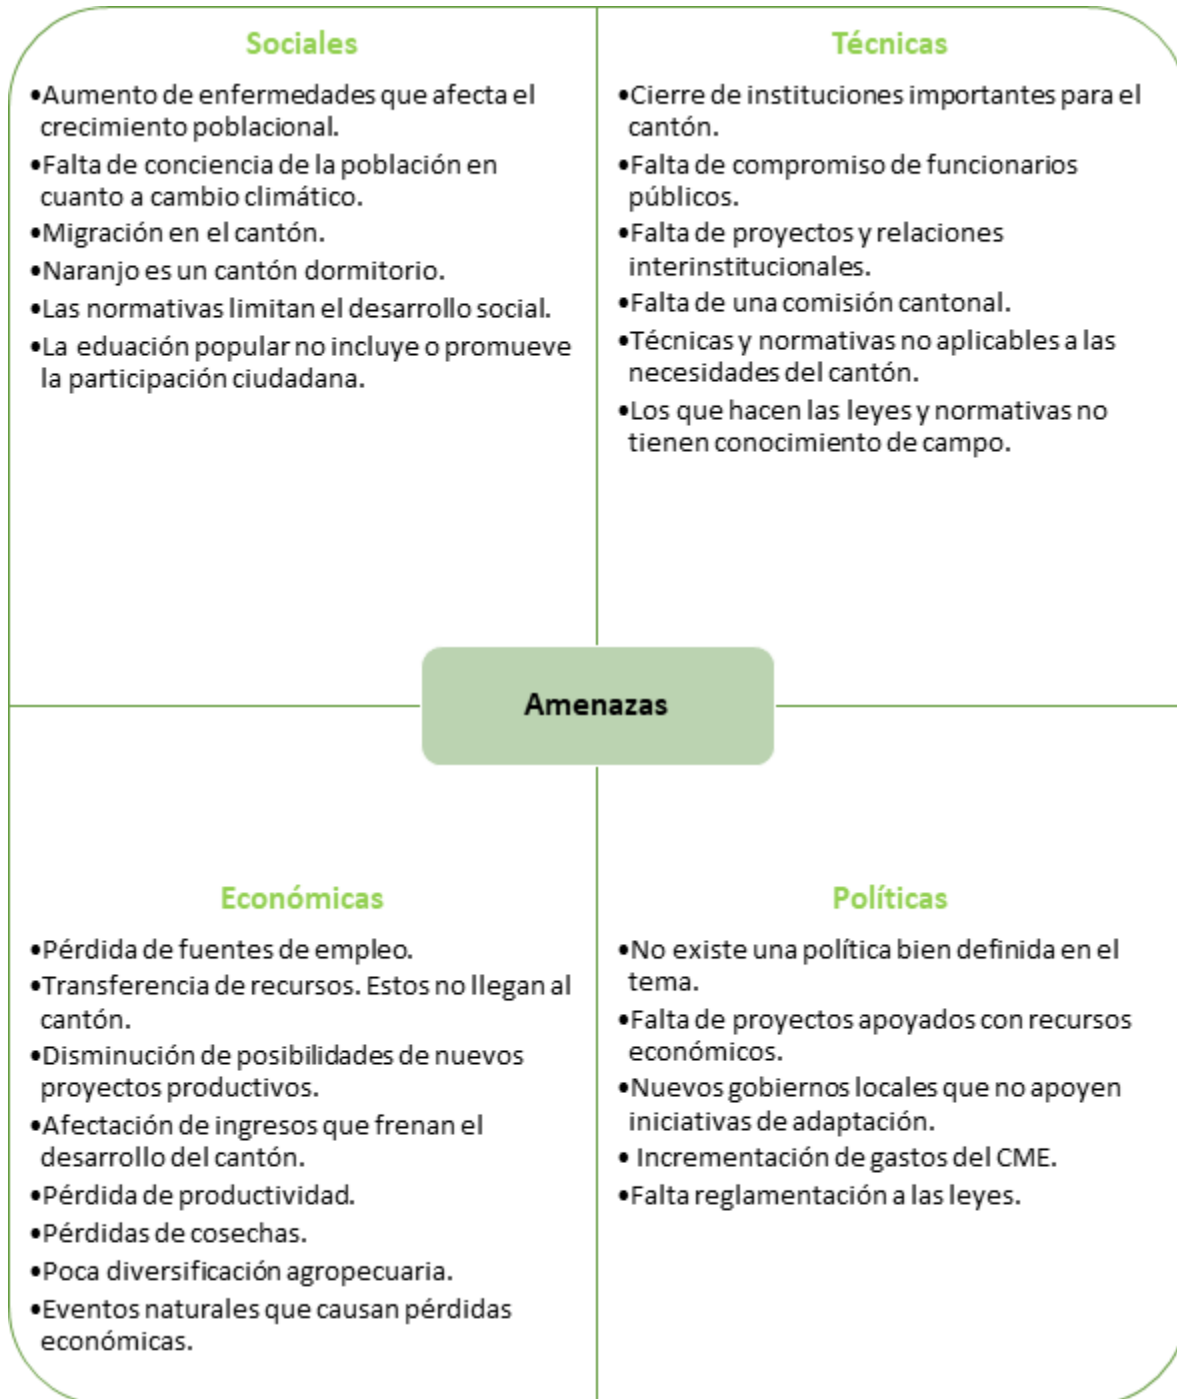 Sociales
•Aumento de enfermedades que afecta el
crecimiento poblacional.
•Falta de conciencia de la población en
cuanto a cambio climático.
•Migración en el cantón.
•Naranjo es un cantón dormitorio.
•Las normativas limitan el desarrollo social.
•La eduación popular no incluye o promueve
la participación ciudadana.
Técnicas
•Cierre de instituciones importantes para el
cantón.
•Falta de compromiso de funcionarios
públicos.
•Falta de proyectos y relaciones
interinstitucionales.
•Falta de una comisión cantonal.
•Técnicas y normativas no aplicables a las
necesidades del cantón.
•Los que hacen las leyes y normativas no
tienen conocimiento de campo.
Amenazas
Económicas
•Pérdida de fuentes de empleo.
•Transferencia de recursos. Estos no llegan al
cantón.
•Disminución de posibilidades de nuevos
proyectos productivos.
•Afectación de ingresos que frenan el
desarrollo del cantón.
•Pérdida de productividad.
•Pérdidas de cosechas.
•Poca diversificación agropecuaria.
•Eventos naturales que causan pérdidas
económicas.
Políticas
•No existe una política bien definida en el
tema.
•Falta de proyectos apoyados con recursos
económicos.
•Nuevos gobiernos locales que no apoyen
iniciativas de adaptación.
• Incrementación de gastos del CME.
•Falta reglamentación a las leyes.